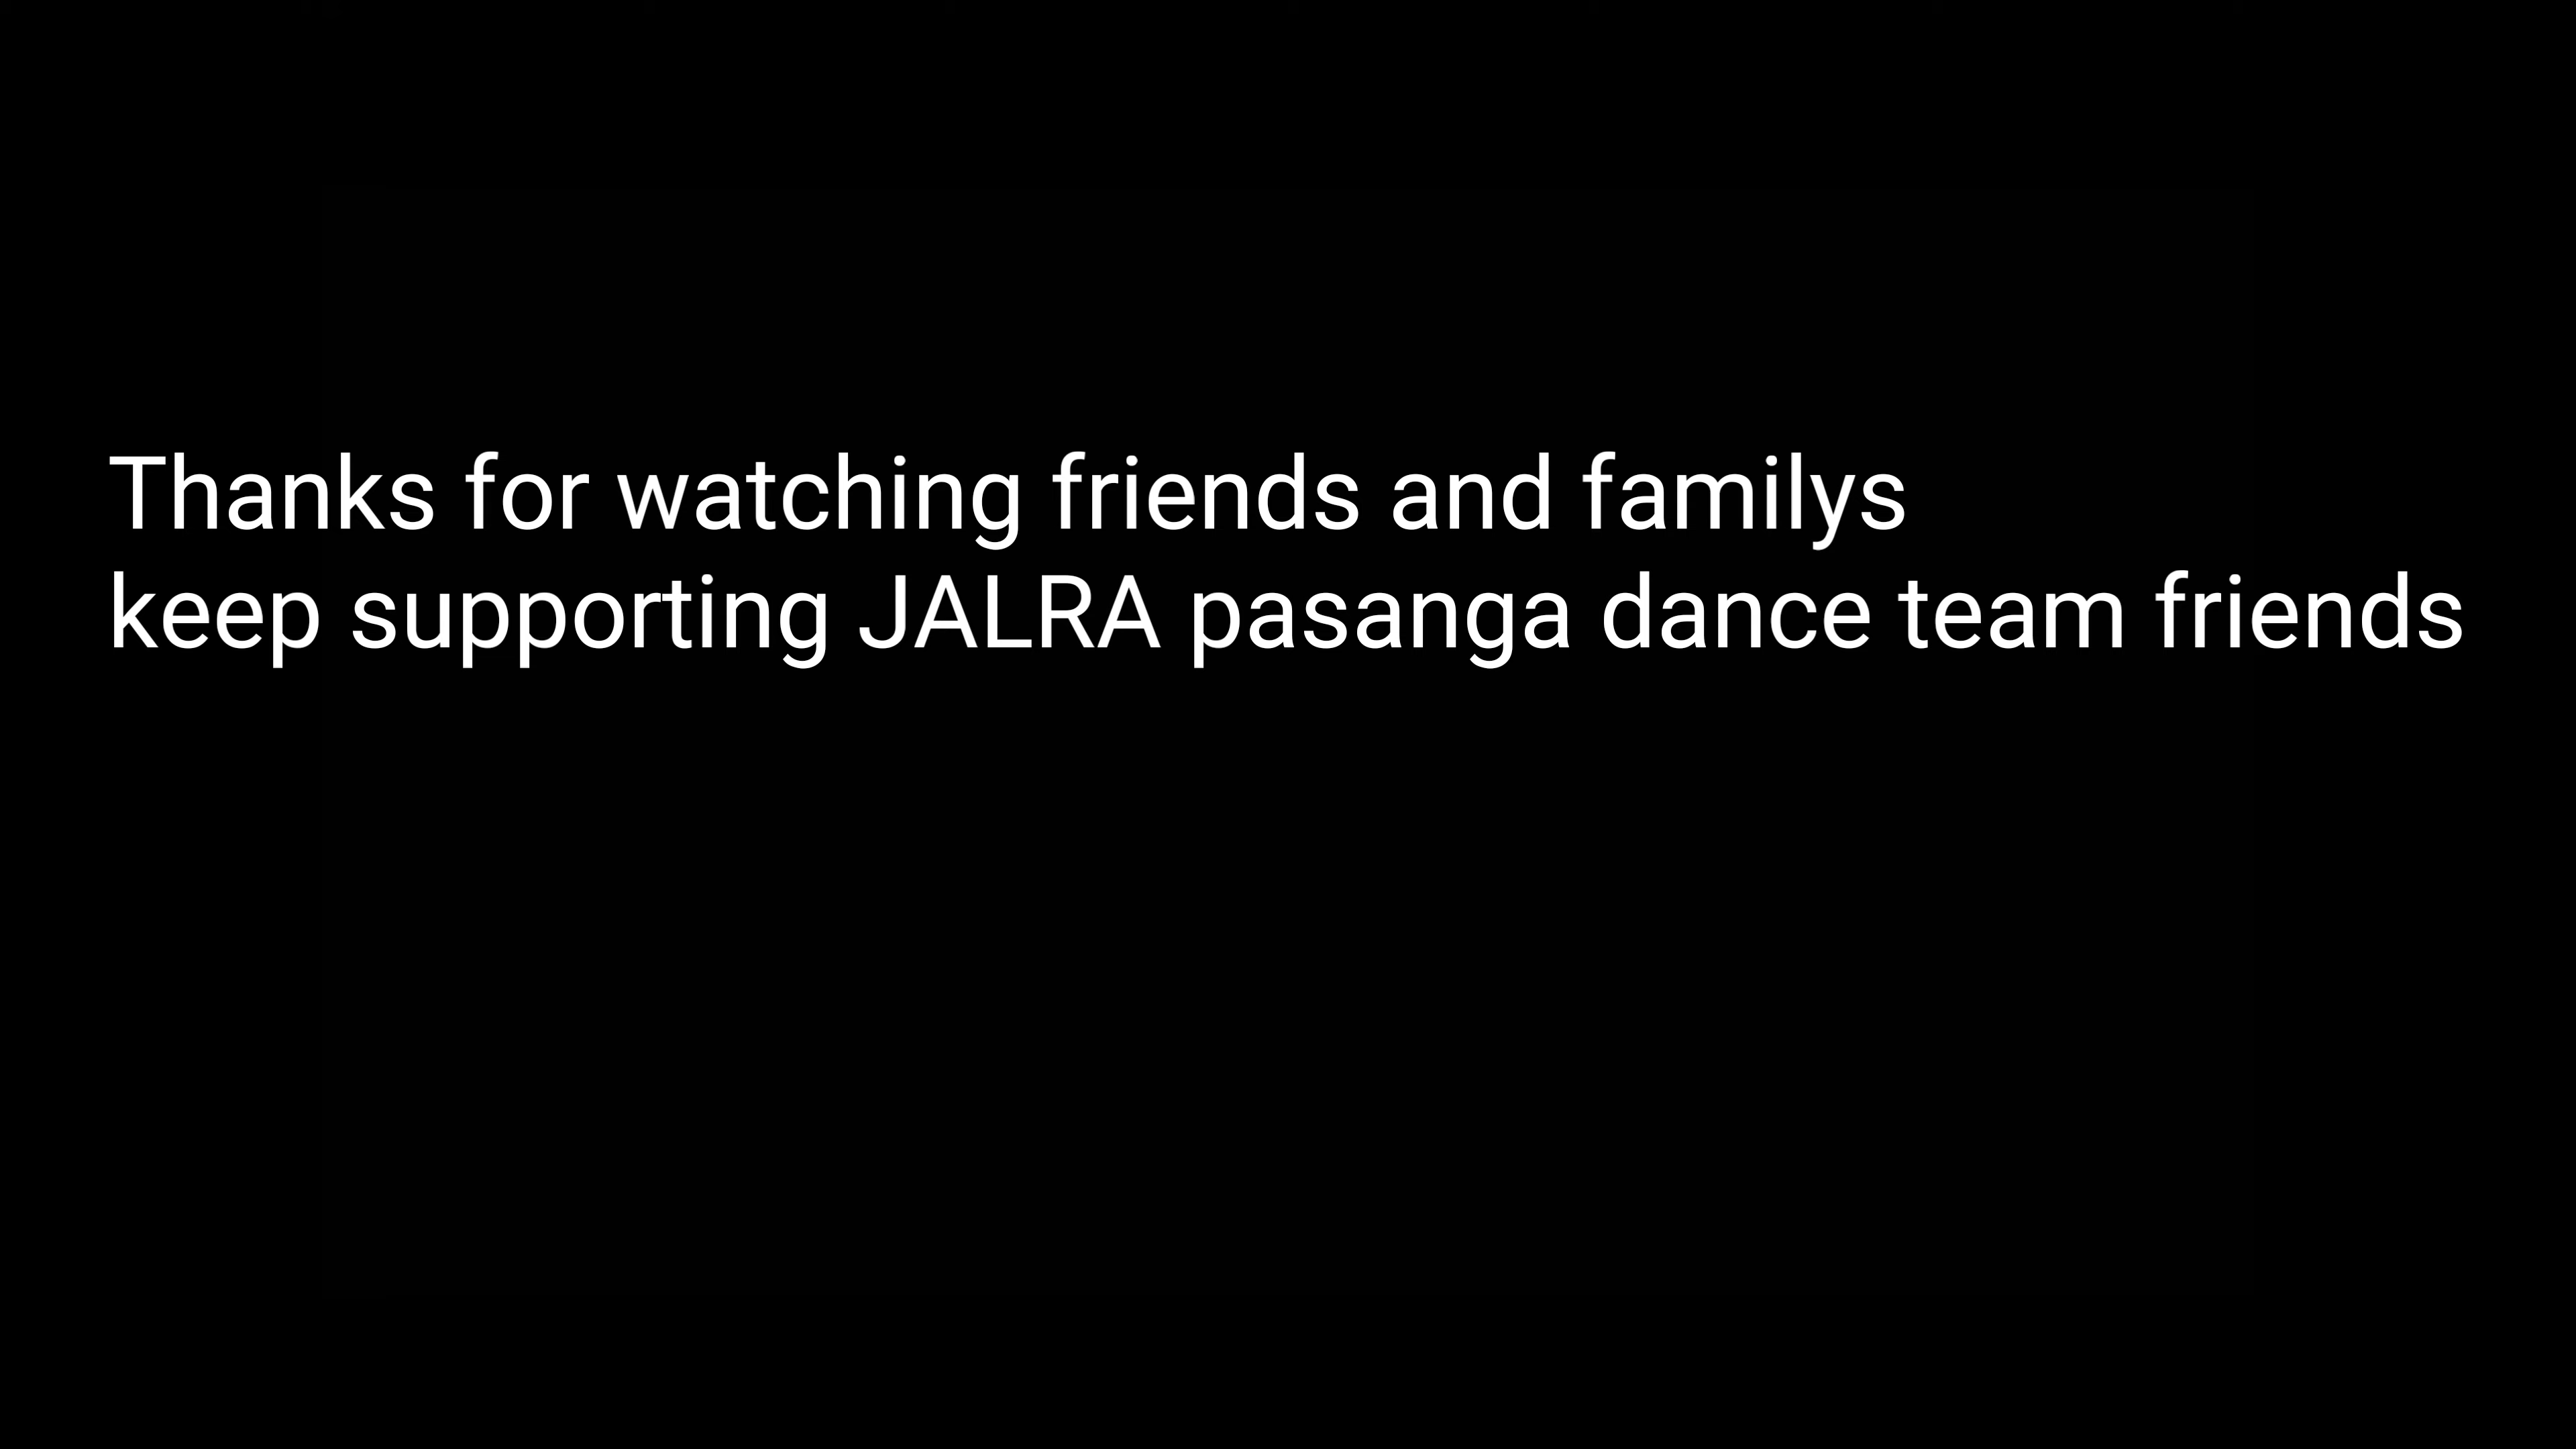 Thanks for watching friends and familys
keep supporting JALRA pasanga dance team friends